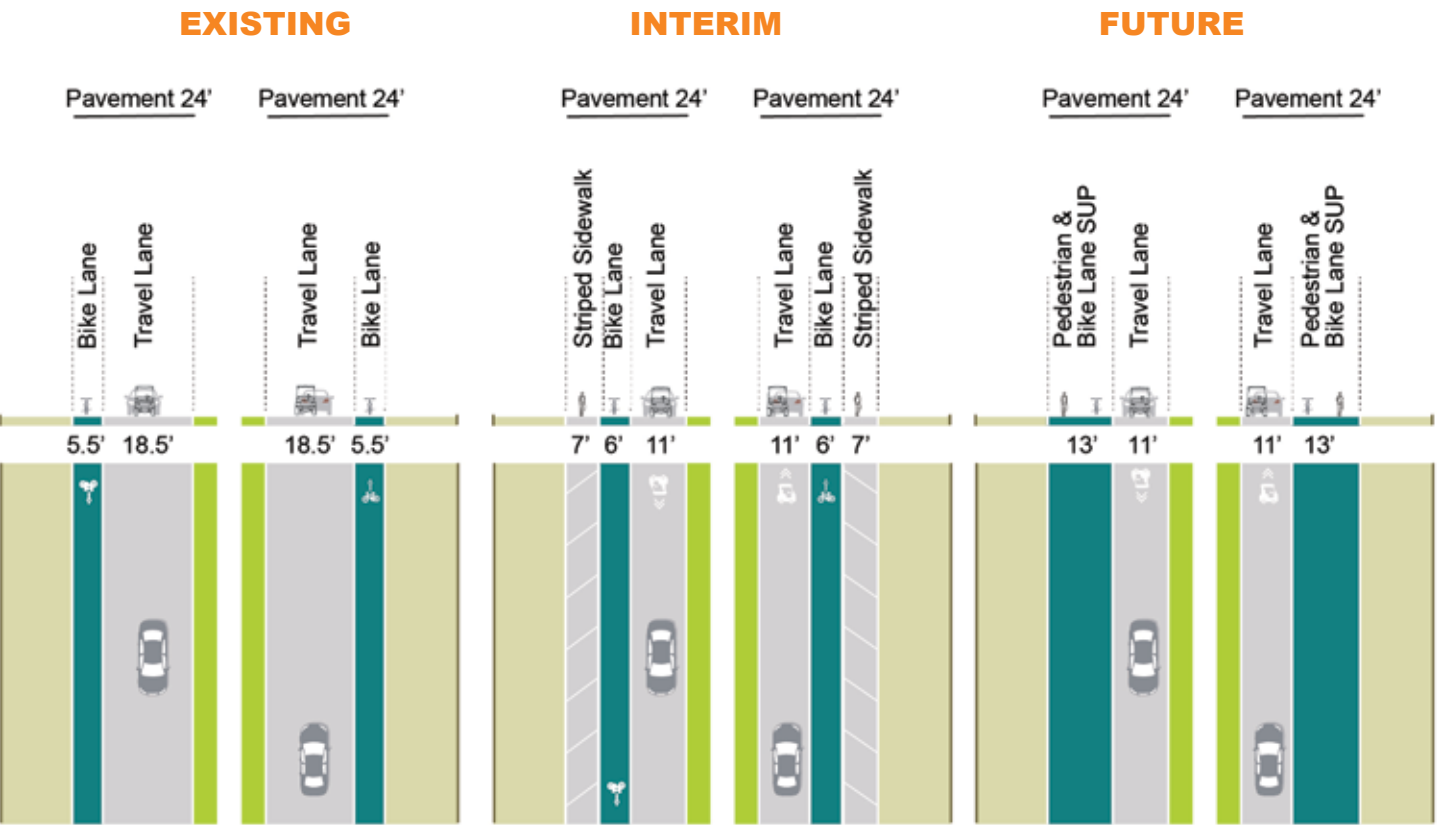 EXISTING
INTERIM
FUTURE
Pavement 24’
Pavement 24’
Pavement 24’
Pavement 24’
Pavement 24’
Pavement 24’
Bike Lane
Travel Lane
Travel Lane
Bike Lane
Striped Sidewalk
Bike Lane
Travel Lane
Travel Lane
Bike Lane
Striped Sidewalk
Pedestrian &
Bike Lane SUP
Travel Lane
Travel Lane
Pedestrian &
Bike Lane SUP
5.5’ 18.5’
18.5’ 5.5’
7’ 6’ 11’
11’ 6’ 7’
13’ 11’
11’ 13’